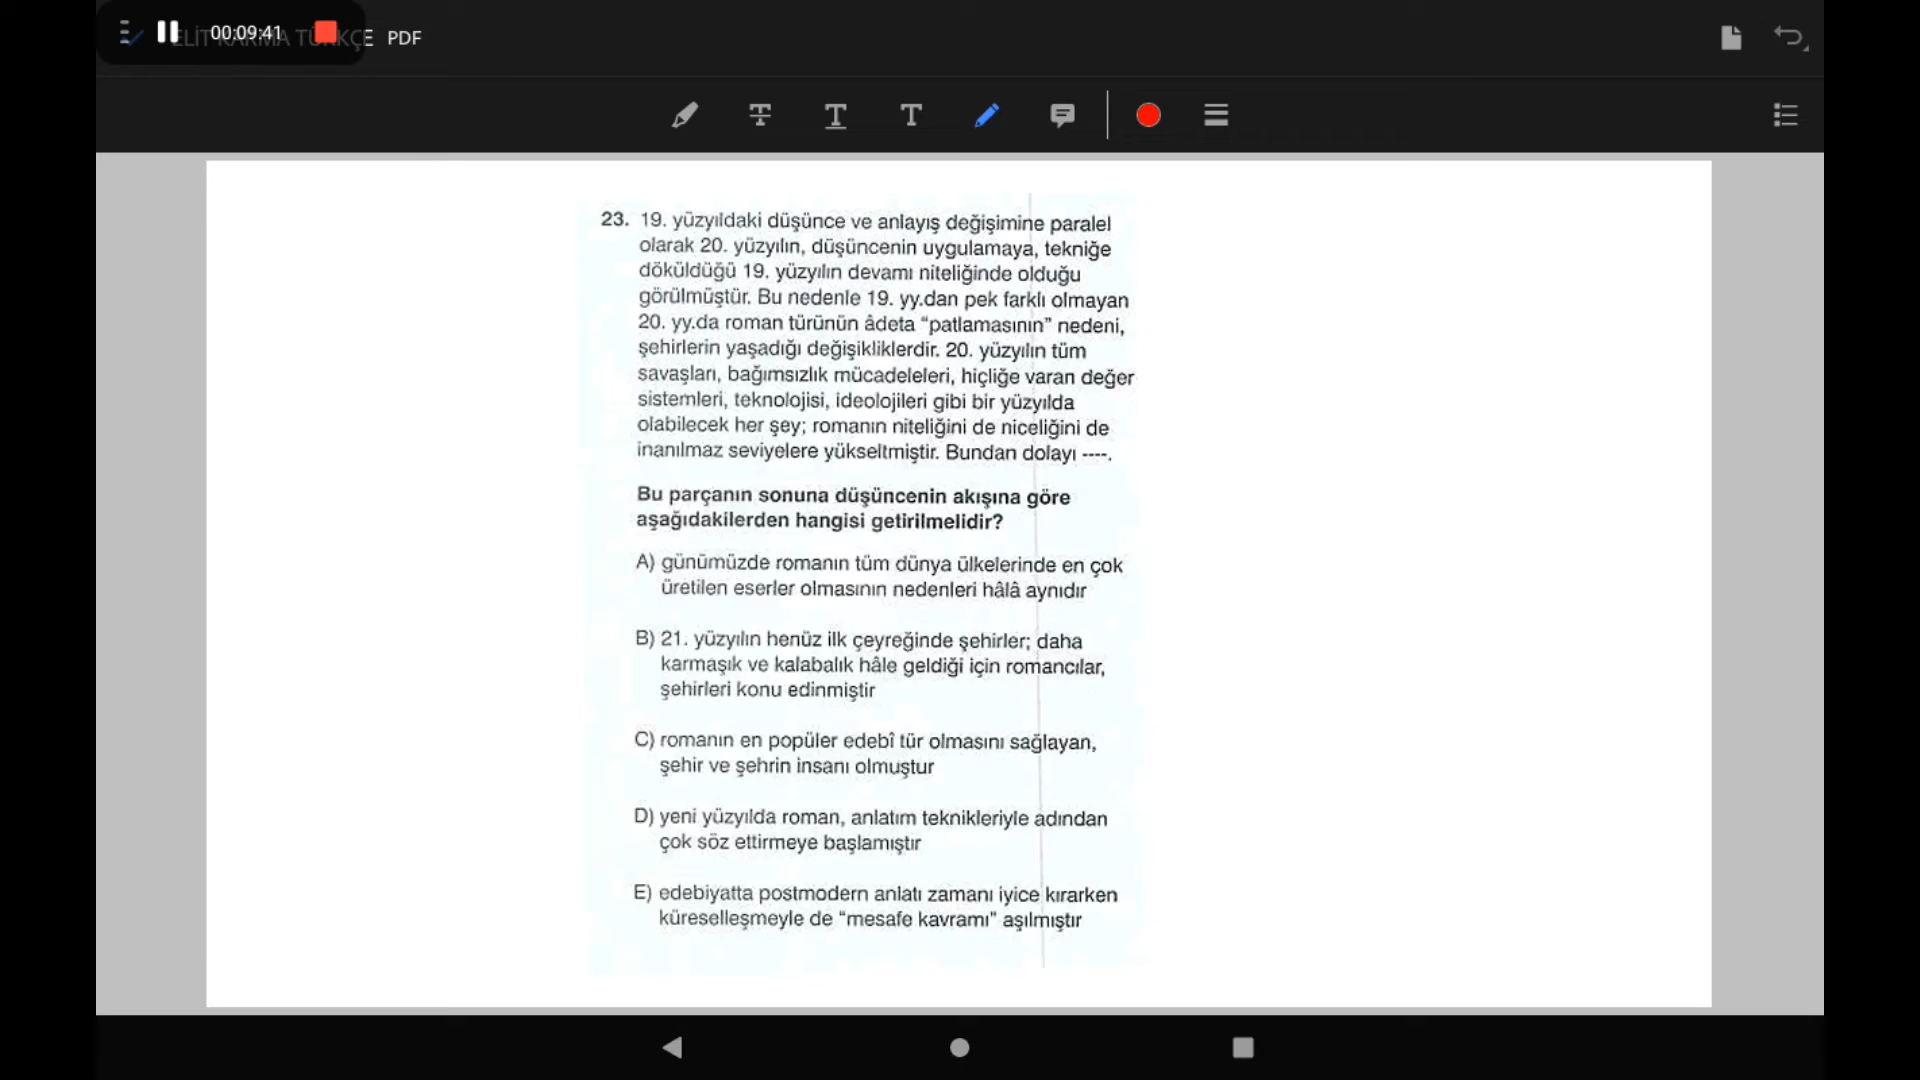 00:09:41
ELİT KARMA TÜRKÇE PDF
23. 19. yüzyıldaki düşünce ve anlayış değişimine paralel
olarak 20. yüzyılın, düşüncenin uygulamaya, tekniğe
döküldüğü 19. yüzyılın devamı niteliğinde olduğu
görülmüştür. Bu nedenle 19. yy.dan pek farklı olmayan
20. yy.da roman türünün âdeta “patlamasının” nedeni,
şehirlerin yaşadığı değişikliklerdir. 20. yüzyılın tüm
savaşları, bağımsızlık mücadeleleri, hiçliğe varan değer
sistemleri, teknolojisi, ideolojileri gibi bir yüzyılda
olabilecek her şey; romanın niteliğini de niceliğini de
inanılmaz seviyelere yükseltmiştir. Bundan dolayı ----.
Bu parçanın sonuna düşüncenin akışına göre
aşağıdakilerden hangisi getirilmelidir?
A) günümüzde romanın tüm dünya ülkelerinde en çok
üretilen eserler olmasının nedenleri hâlâ aynıdır
B) 21. yüzyılın henüz ilk çeyreğinde şehirler; daha
karmaşık ve kalabalık hâle geldiği için romancılar,
şehirleri konu edinmiştir
C) romanın en popüler edebî tür olmasını sağlayan,
şehir ve şehrin insanı olmuştur
D) yeni yüzyılda roman, anlatım teknikleriyle adından
çok söz ettirmeye başlamıştır
E) edebiyatta postmodern anlatı zamanı iyice kırarken
küreselleşmeyle de “mesafe kavramı” aşılmıştır